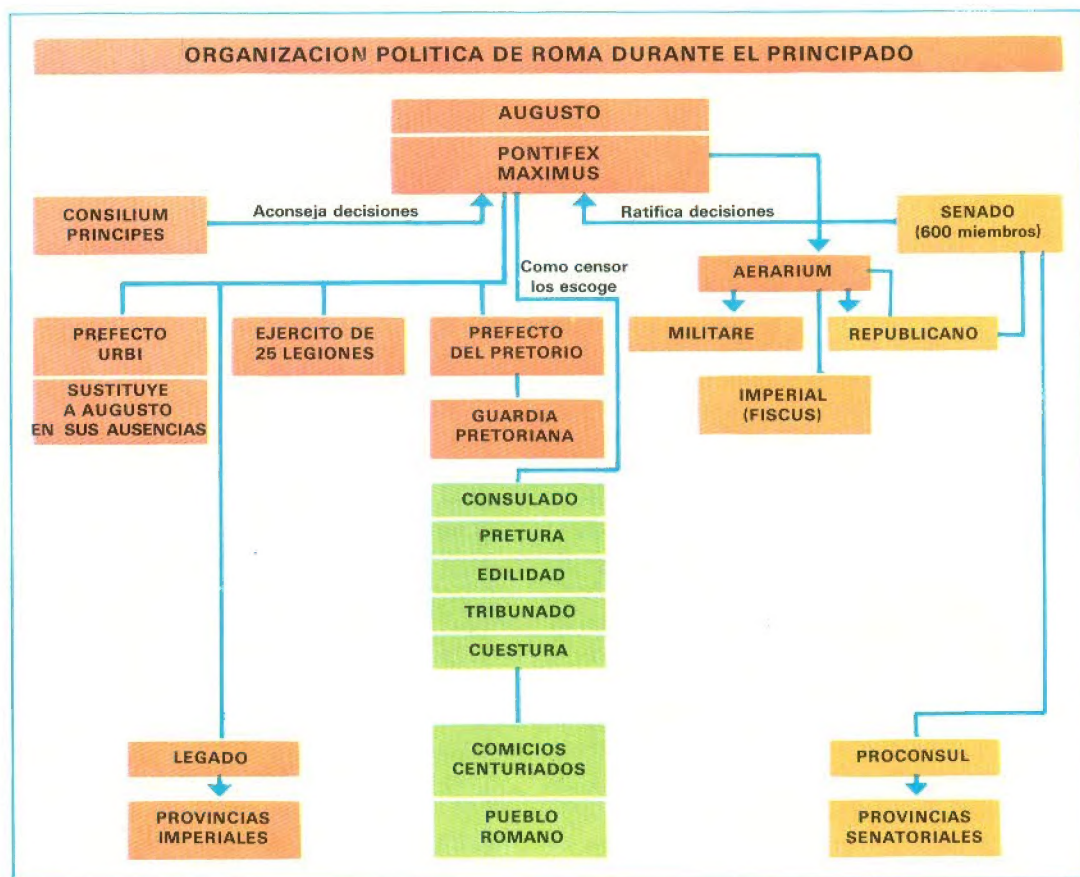 ORGANIZACION POLITICA DE ROMA DURANTE EL PRINCIPADO
AUGUSTO
PONTIFEX
MAXIMUS
CONSILIUM
PRINCIPES
Aconseja decisiones
Ratifica decisiones
SENADO
(600 miembros)
Como censor
los escoge
AERARIUM
PREFECTO
URBI
EJERCITO DE
25 LEGIONES
PREFECTO
DEL PRETORIO
MILITARE
REPUBLICANO
SUSTITUYE
A AUGUSTO
EN SUS AUSENCIAS
GUARDIA
PRETORIANA
IMPERIAL
(FISCUS)
CONSULADO
PRETURA
EDILIDAD
TRIBUNADO
CUESTURA
LEGADO
COMICIOS
CENTURIADOS
PROCONSUL
PROVINCIAS
IMPERIALES
PUEBLO
ROMANO
PROVINCIAS
SENATORIALES